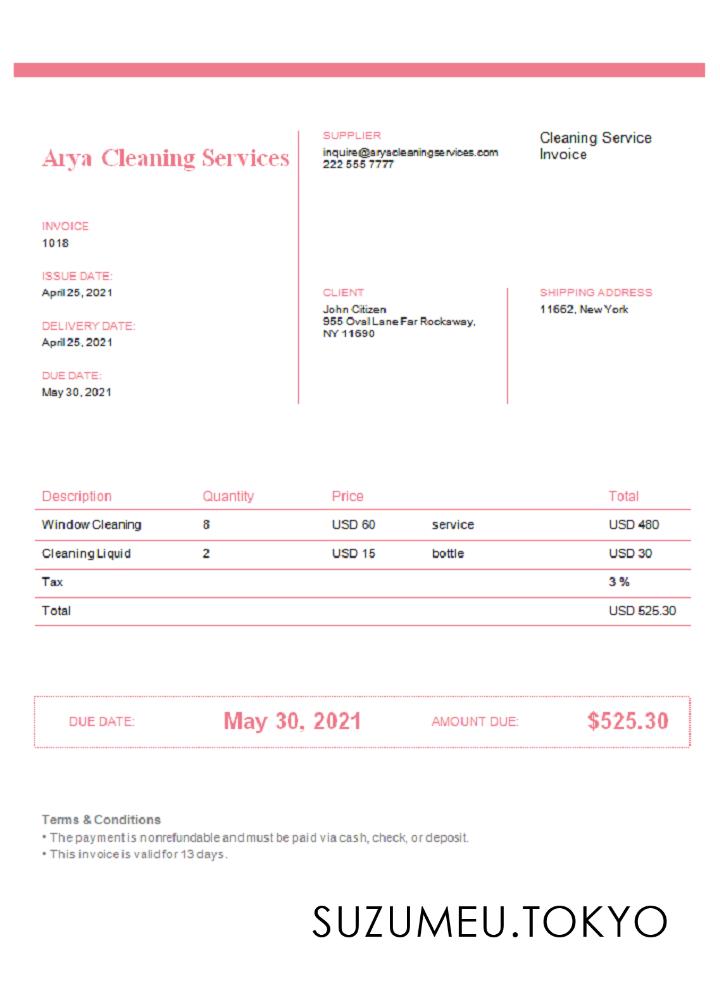 Arya Cleaning Services
SUPPLIER
inquire@aryacleaningservices.com
222 555 7777
Cleaning Service
Invoice
INVOICE
1018
ISSUE DATE:
April 25, 2021
DELIVERY DATE:
April 25, 2021
DUE DATE:
May 30, 2021
CLIENT
John Citizen
955 Oval Lane Far Rockaway,
NY 11690
SHIPPING ADDRESS
11662, New York
Description Quantity Price Total
Window Cleaning 8 USD 60 service USD 480
Cleaning Liquid 2 USD 15 bottle USD 30
Tax 3 %
Total USD 525.30
DUE DATE: May 30, 2021 AMOUNT DUE: $525.30
Terms & Conditions
• The payment is nonrefundable and must be paid via cash, check, or deposit.
• This invoice is valid for 13 days.
SUZUMEU.TOKYO